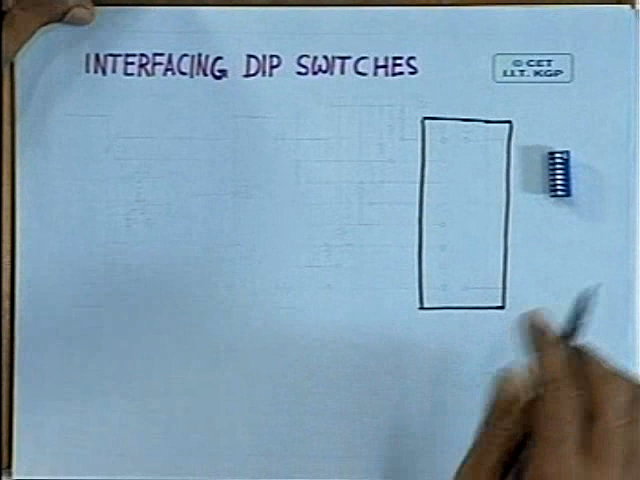 INTERFACING DIP SWITCHES
© CET
I.I.T. KGP